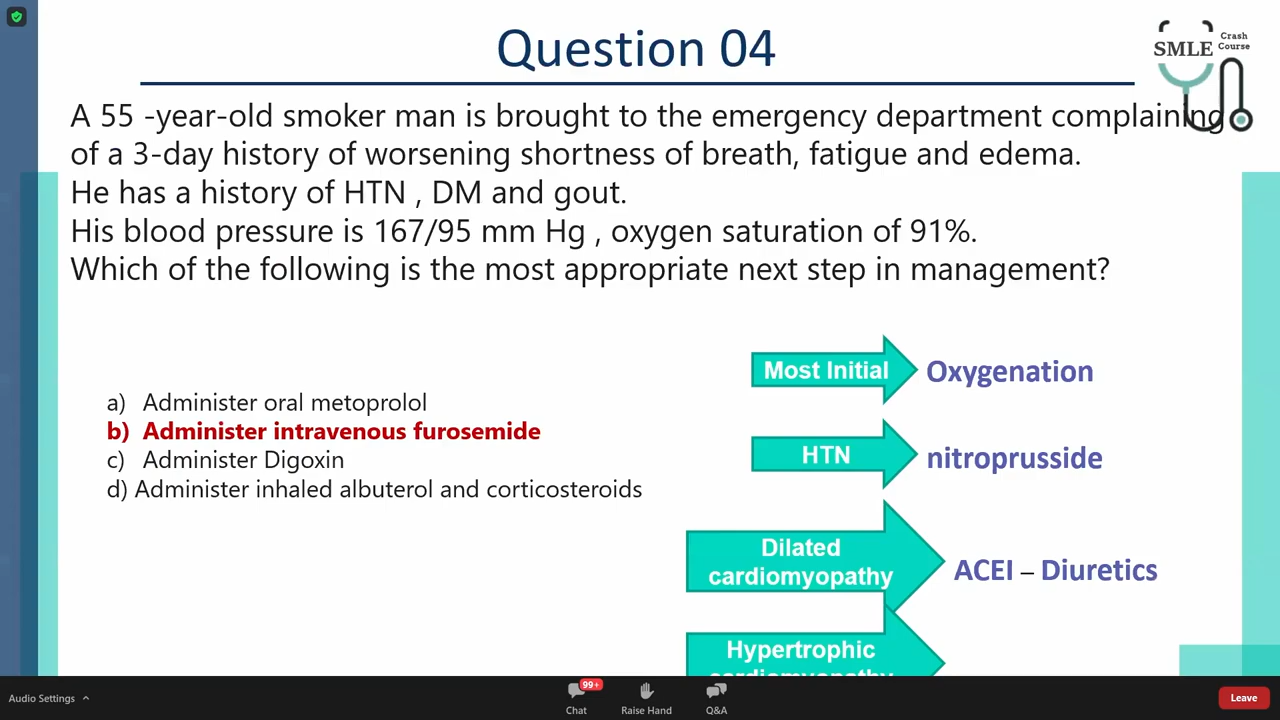 Question 04
SMLE Crash Course
A 55 -year-old smoker man is brought to the emergency department complaining
of a 3-day history of worsening shortness of breath, fatigue and edema.
He has a history of HTN , DM and gout.
His blood pressure is 167/95 mm Hg , oxygen saturation of 91%.
Which of the following is the most appropriate next step in management?
a) Administer oral metoprolol
b) Administer intravenous furosemide
c) Administer Digoxin
d) Administer inhaled albuterol and corticosteroids
Most Initial
Oxygenation
HTN
nitroprusside
Dilated
cardiomyopathy
ACEI – Diuretics
Hypertrophic
cardiomyopathy
Audio Settings
99+
Chat
Raise Hand
Q&A
Leave